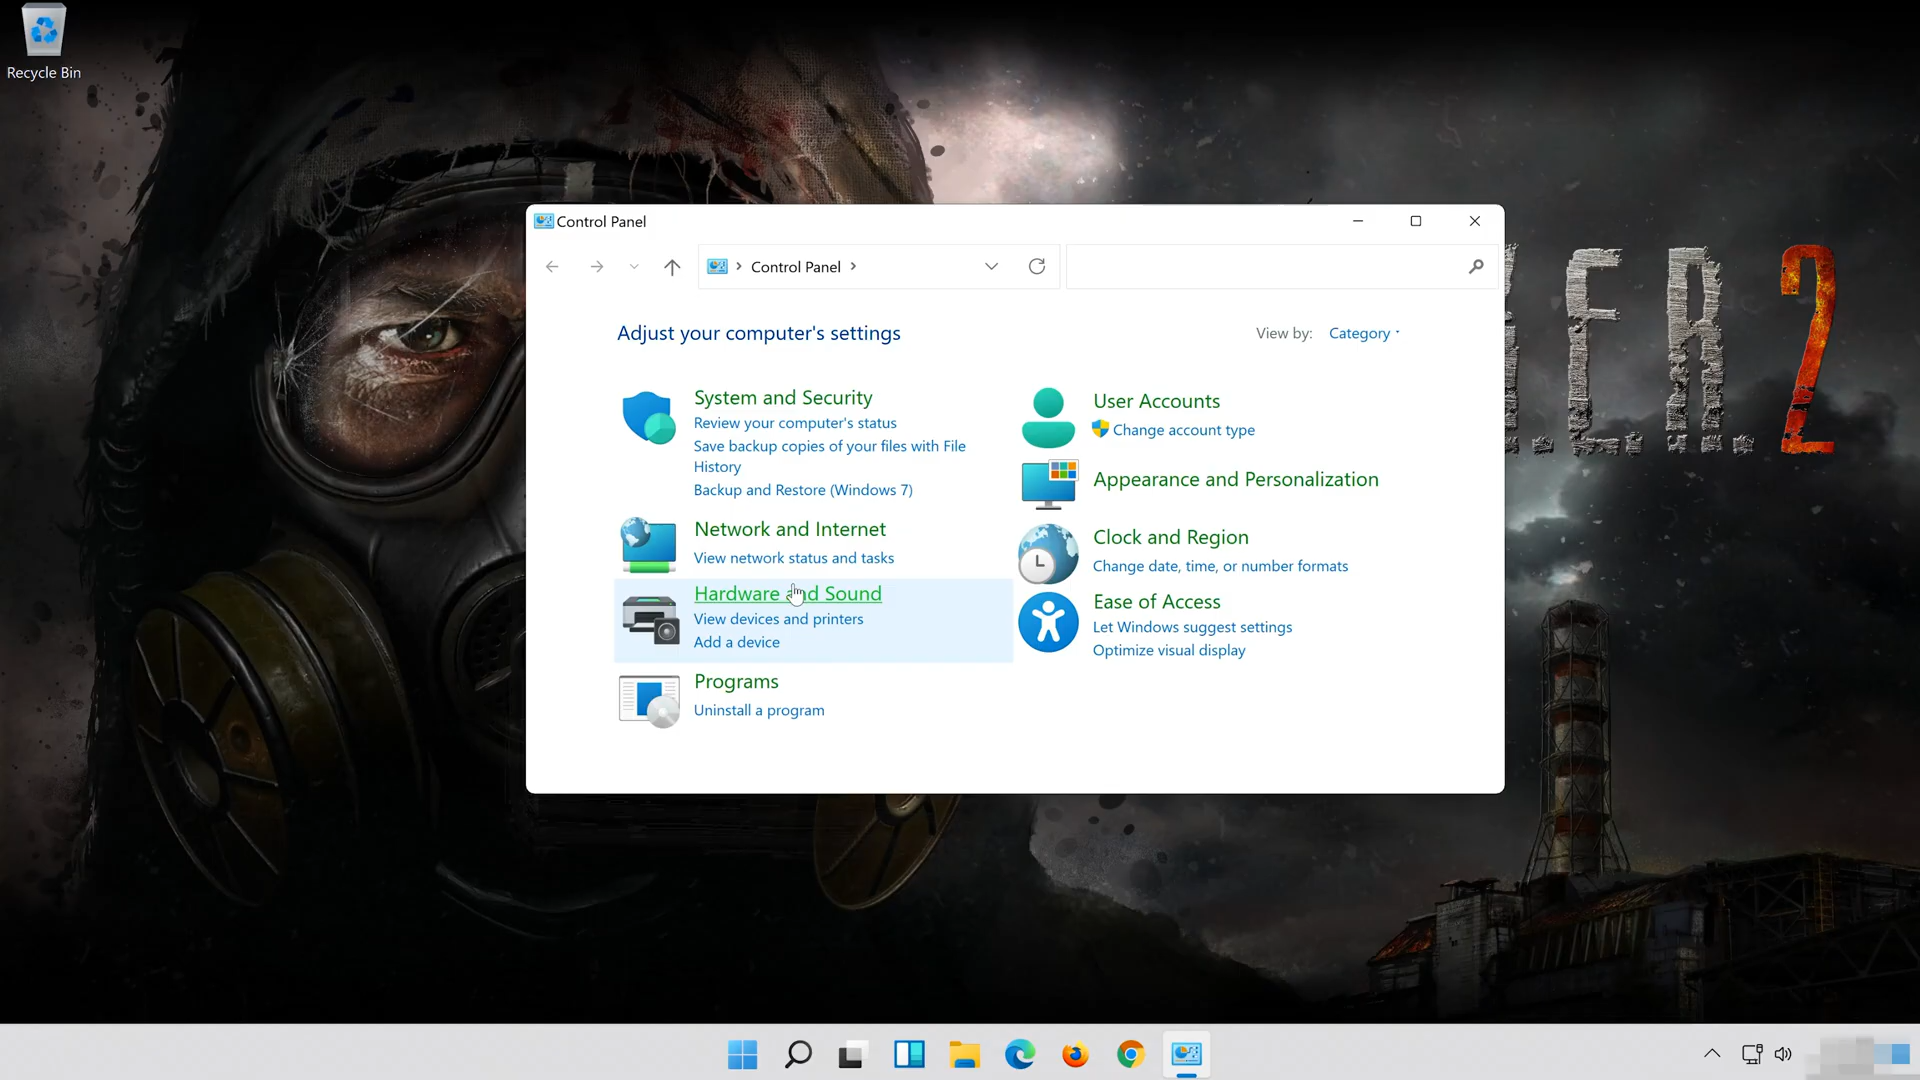 Recycle Bin
Control Panel
Control Panel
Adjust your computer's settings
View by: Category
System and Security
Review your computer's status
Save backup copies of your files with File
History
Backup and Restore (Windows 7)
Network and Internet
View network status and tasks
Hardware and Sound
View devices and printers
Add a device
Programs
Uninstall a program
User Accounts
Change account type
Appearance and Personalization
Clock and Region
Change date, time, or number formats
Ease of Access
Let Windows suggest settings
Optimize visual display
.E.R. 2